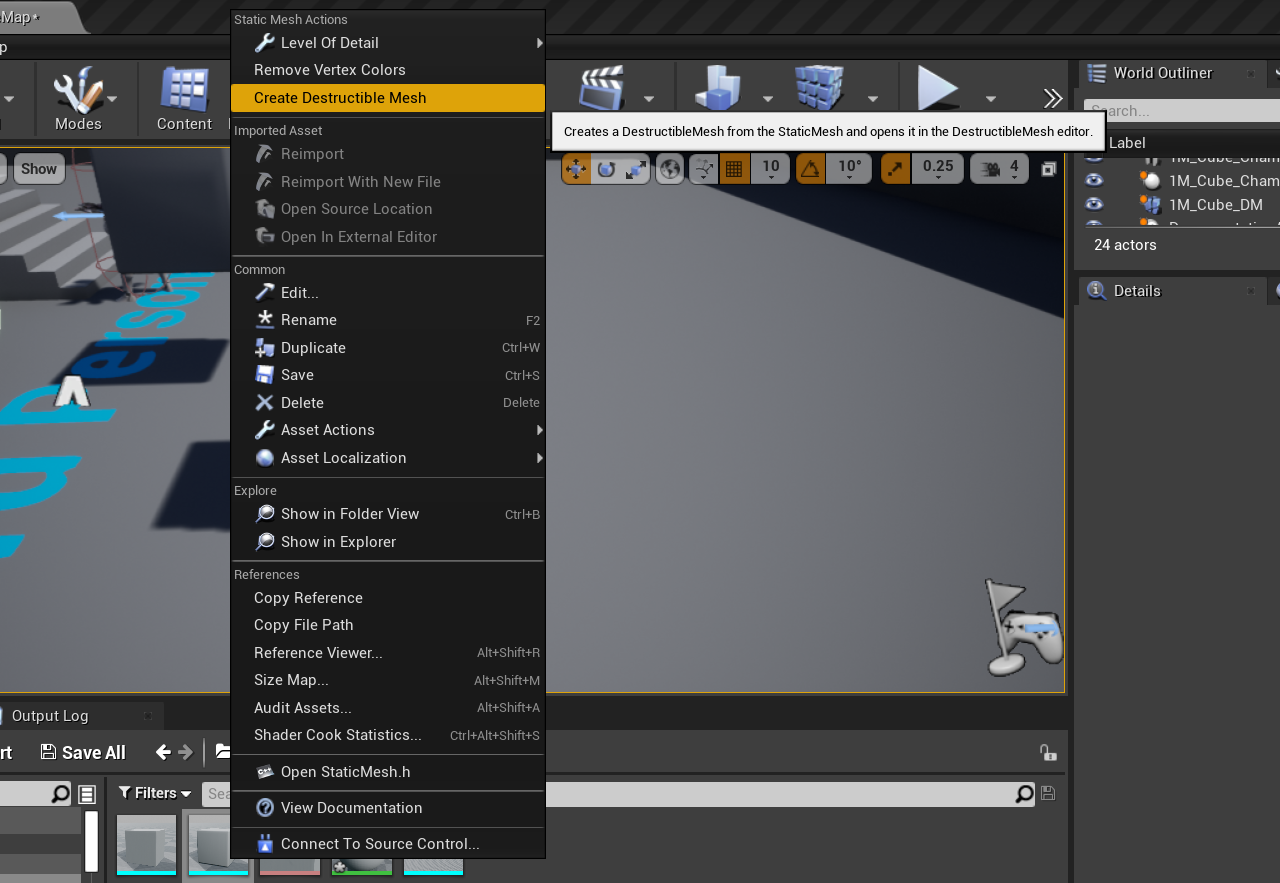 Map*
p
Static Mesh Actions
Level Of Detail
Remove Vertex Colors
Create Destructible Mesh
Creates a DestructibleMesh from the StaticMesh and opens it in the DestructibleMesh editor.
Imported Asset
Reimport
Reimport With New File
Open Source Location
Open In External Editor
Common
Edit...
Rename F2
Duplicate Ctrl+W
Save Ctrl+S
Delete Delete
Asset Actions
Asset Localization
Explore
Show in Folder View Ctrl+B
Show in Explorer
References
Copy Reference
Copy File Path
Reference Viewer... Alt+Shift+R
Size Map... Alt+Shift+M
Audit Assets... Alt+Shift+A
Shader Cook Statistics... Ctrl+Alt+Shift+S
Open StaticMesh.h
View Documentation
Connect To Source Control...
Modes
Content
Show
10
10°
0.25
4
World Outliner
Search...
Label
1M_Cube_Cham
1M_Cube_Cham
1M_Cube_DM
24 actors
Details
Output Log
rt
Save All
Filters
Sea